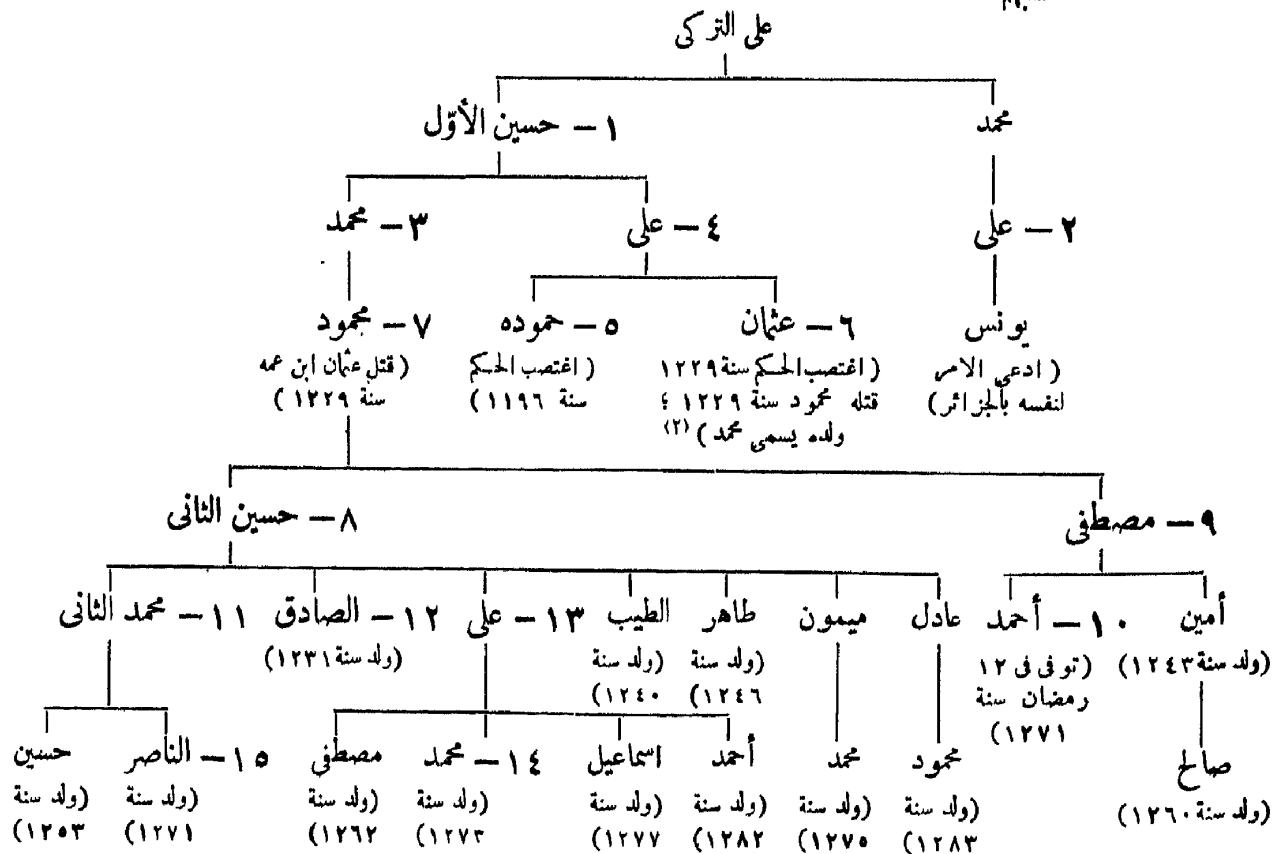 على التركى
محمد
١ – حسين الأوّل
٢ – على
٤ – على
٣ – محمد
يونس
( ادعى الامر
لنفسه بالجزائر)
٦ – عثمان
( اغتصب الحكم سنة ١٢٢٩
قتله محمود سنة ١٢٢٩ ؛
ولده يسمى محمد ) (٢)
٥ – حموده
( اغتصب الحكم
سنة ١١٩٦)
٧ – محمود
( قتل عثمان ابن عمه
سنة ١٢٢٩ )
٩ – مصطفى
٨ – حسين الثانى
أمين
(ولد سنة ١٢٤٣)
١٠ – أحمد
(توفى فى ١٢
رمضان سنة
١٢٧١)
عادل
ميمون
طاهر
(ولد سنة
١٢٤٦)
الطيب
(ولد سنة
١٢٤٠)
١٣ – على
١٢ – الصادق
(ولد سنة ١٢٣١)
١١ – محمد الثانى
صالح
(ولد سنة ١٢٦٠)
محمود
(ولد سنة
١٢٨٣)
محمد
(ولد سنة
١٢٧٥)
أحمد
(ولد سنة
١٢٨٢)
اسماعيل
(ولد سنة
١٢٧٧)
١٤ – محمد
(ولد سنة
١٢٧٣)
مصطفى
(ولد سنة
١٢٦٢)
١٥ – الناصر
(ولد سنة
١٢٧١)
حسين
(ولد سنة
١٢٥٣)